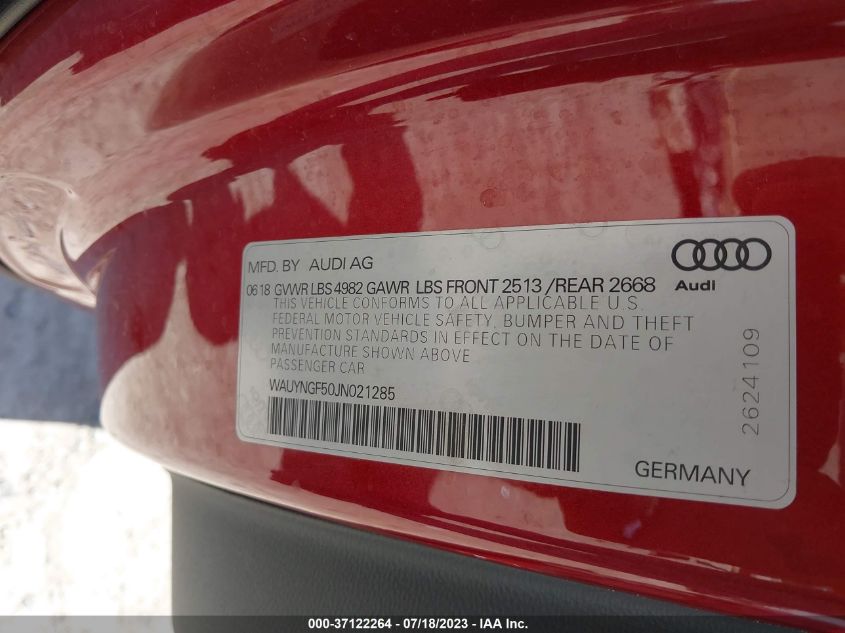 MFD. BY AUDI AG
06 18 GVWR LBS 4982 GAWR LBS FRONT 2513 /REAR 2668
THIS VEHICLE CONFORMS TO ALL APPLICABLE U.S.
FEDERAL MOTOR VEHICLE SAFETY, BUMPER AND THEFT
PREVENTION STANDARDS IN EFFECT ON THE DATE OF
MANUFACTURE SHOWN ABOVE
PASSENGER CAR
WAUYNGF50JN021285
Audi
2624109
GERMANY
000-37122264 - 07/18/2023 - IAA Inc.